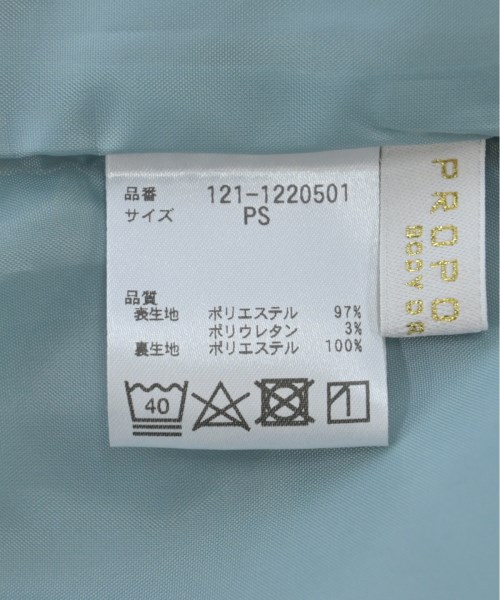 品番 121-1220501
サイズ PS
品質
表生地 ポリエステル 97%
ポリウレタン 3%
裏生地 ポリエステル 100%
40
PROPO